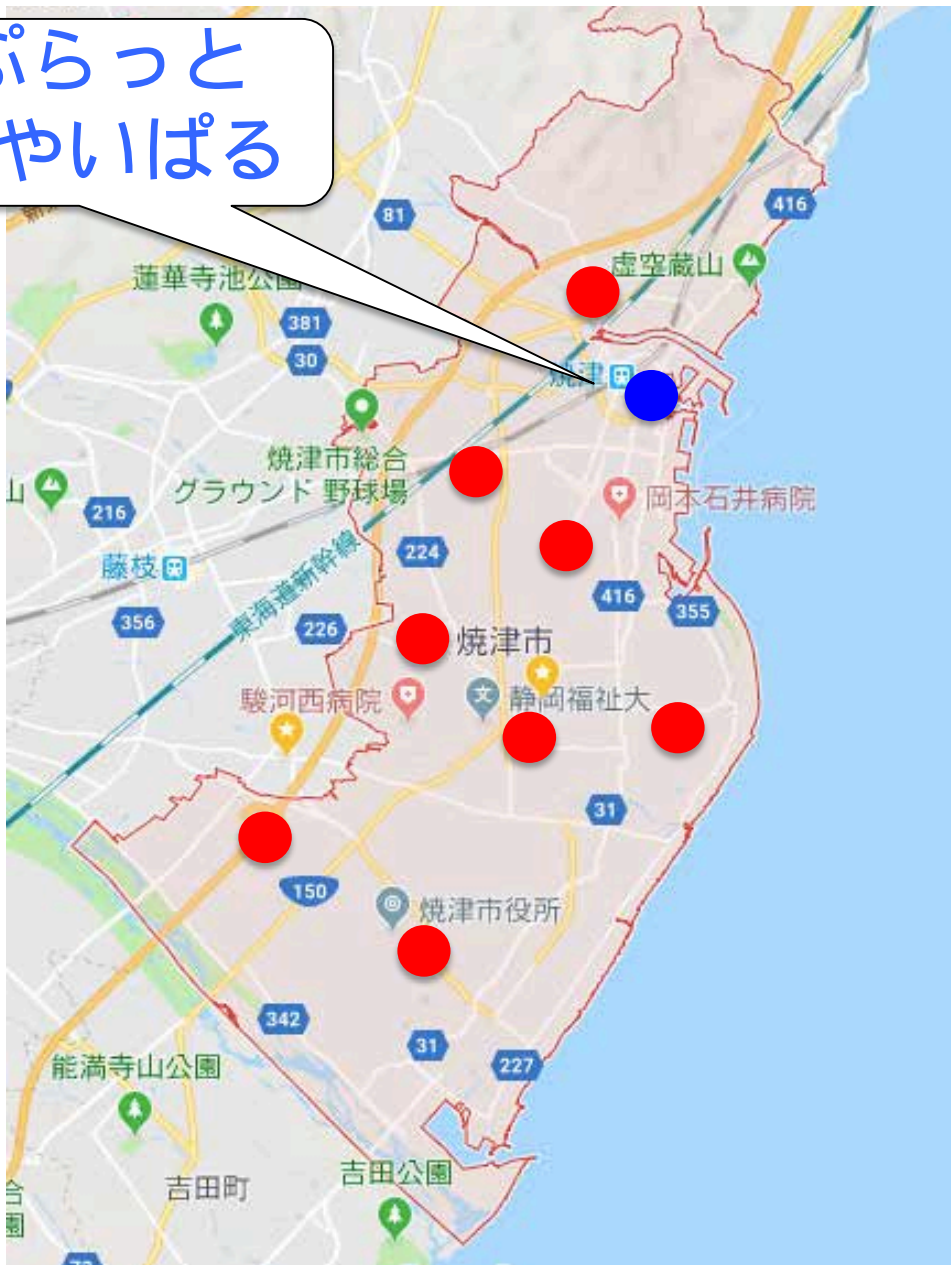 ぷらっと
やいぱる
416
81
虚空蔵山
蓮華寺池公園
381
30
焼津
焼津市総合
グラウンド 野球場
山
岡本石井病院
216
224
藤枝
東海道新幹線
416
355
356
226
焼津市
駿河西病院
静岡福祉大
文
31
150
焼津市役所
342
31
227
能満寺山公園
吉田町
吉田公園
合
園